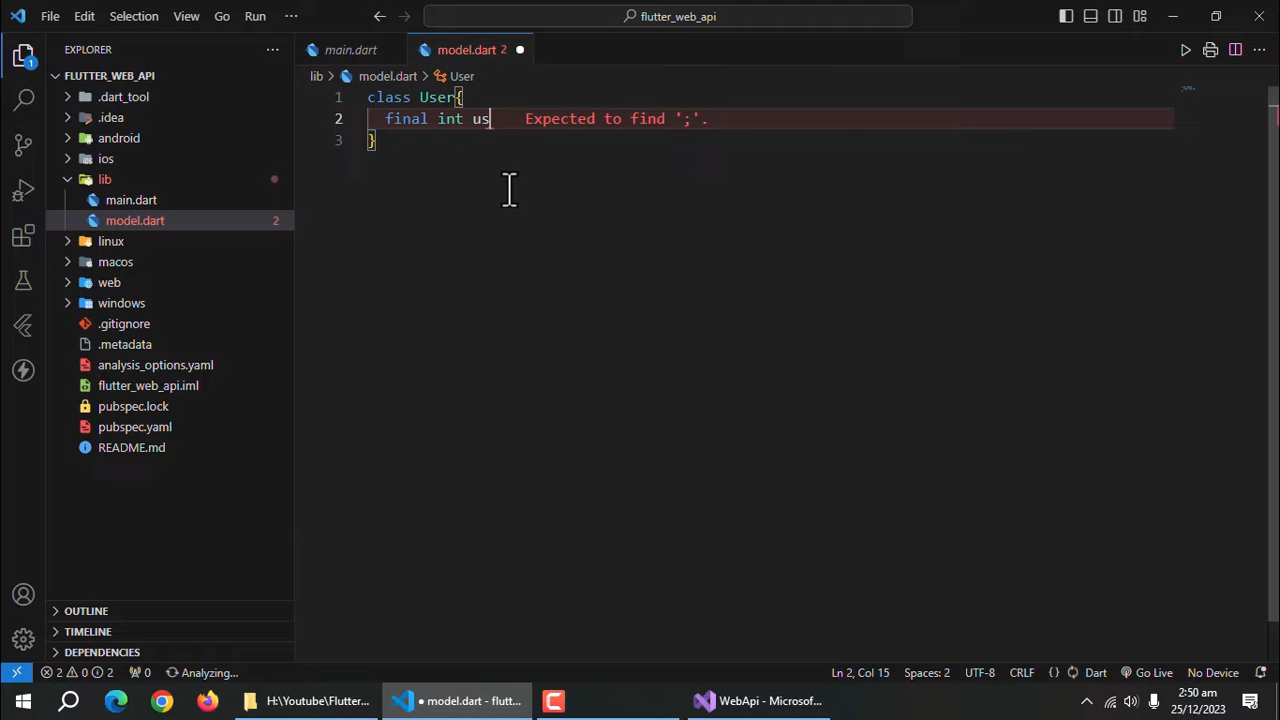 File Edit Selection View Go Run ··· flutter_web_api
EXPLORER ···
FLUTTER_WEB_API
.dart_tool
.idea
android
ios
lib
main.dart
model.dart 2
linux
macos
web
windows
.gitignore
.metadata
analysis_options.yaml
flutter_web_api.iml
pubspec.lock
pubspec.yaml
README.md
OUTLINE
TIMELINE
DEPENDENCIES
1
main.dart model.dart 2
lib > model.dart > User
1 class User{
2 final int us Expected to find ';'.
3 }
2 0 2 0 Analyzing... Ln 2, Col 15 Spaces: 2 UTF-8 CRLF {} Dart Go Live No Device
H:\Youtube\Flutter... ● model.dart - flutt... WebApi - Microsof... 2:50 am
25/12/2023